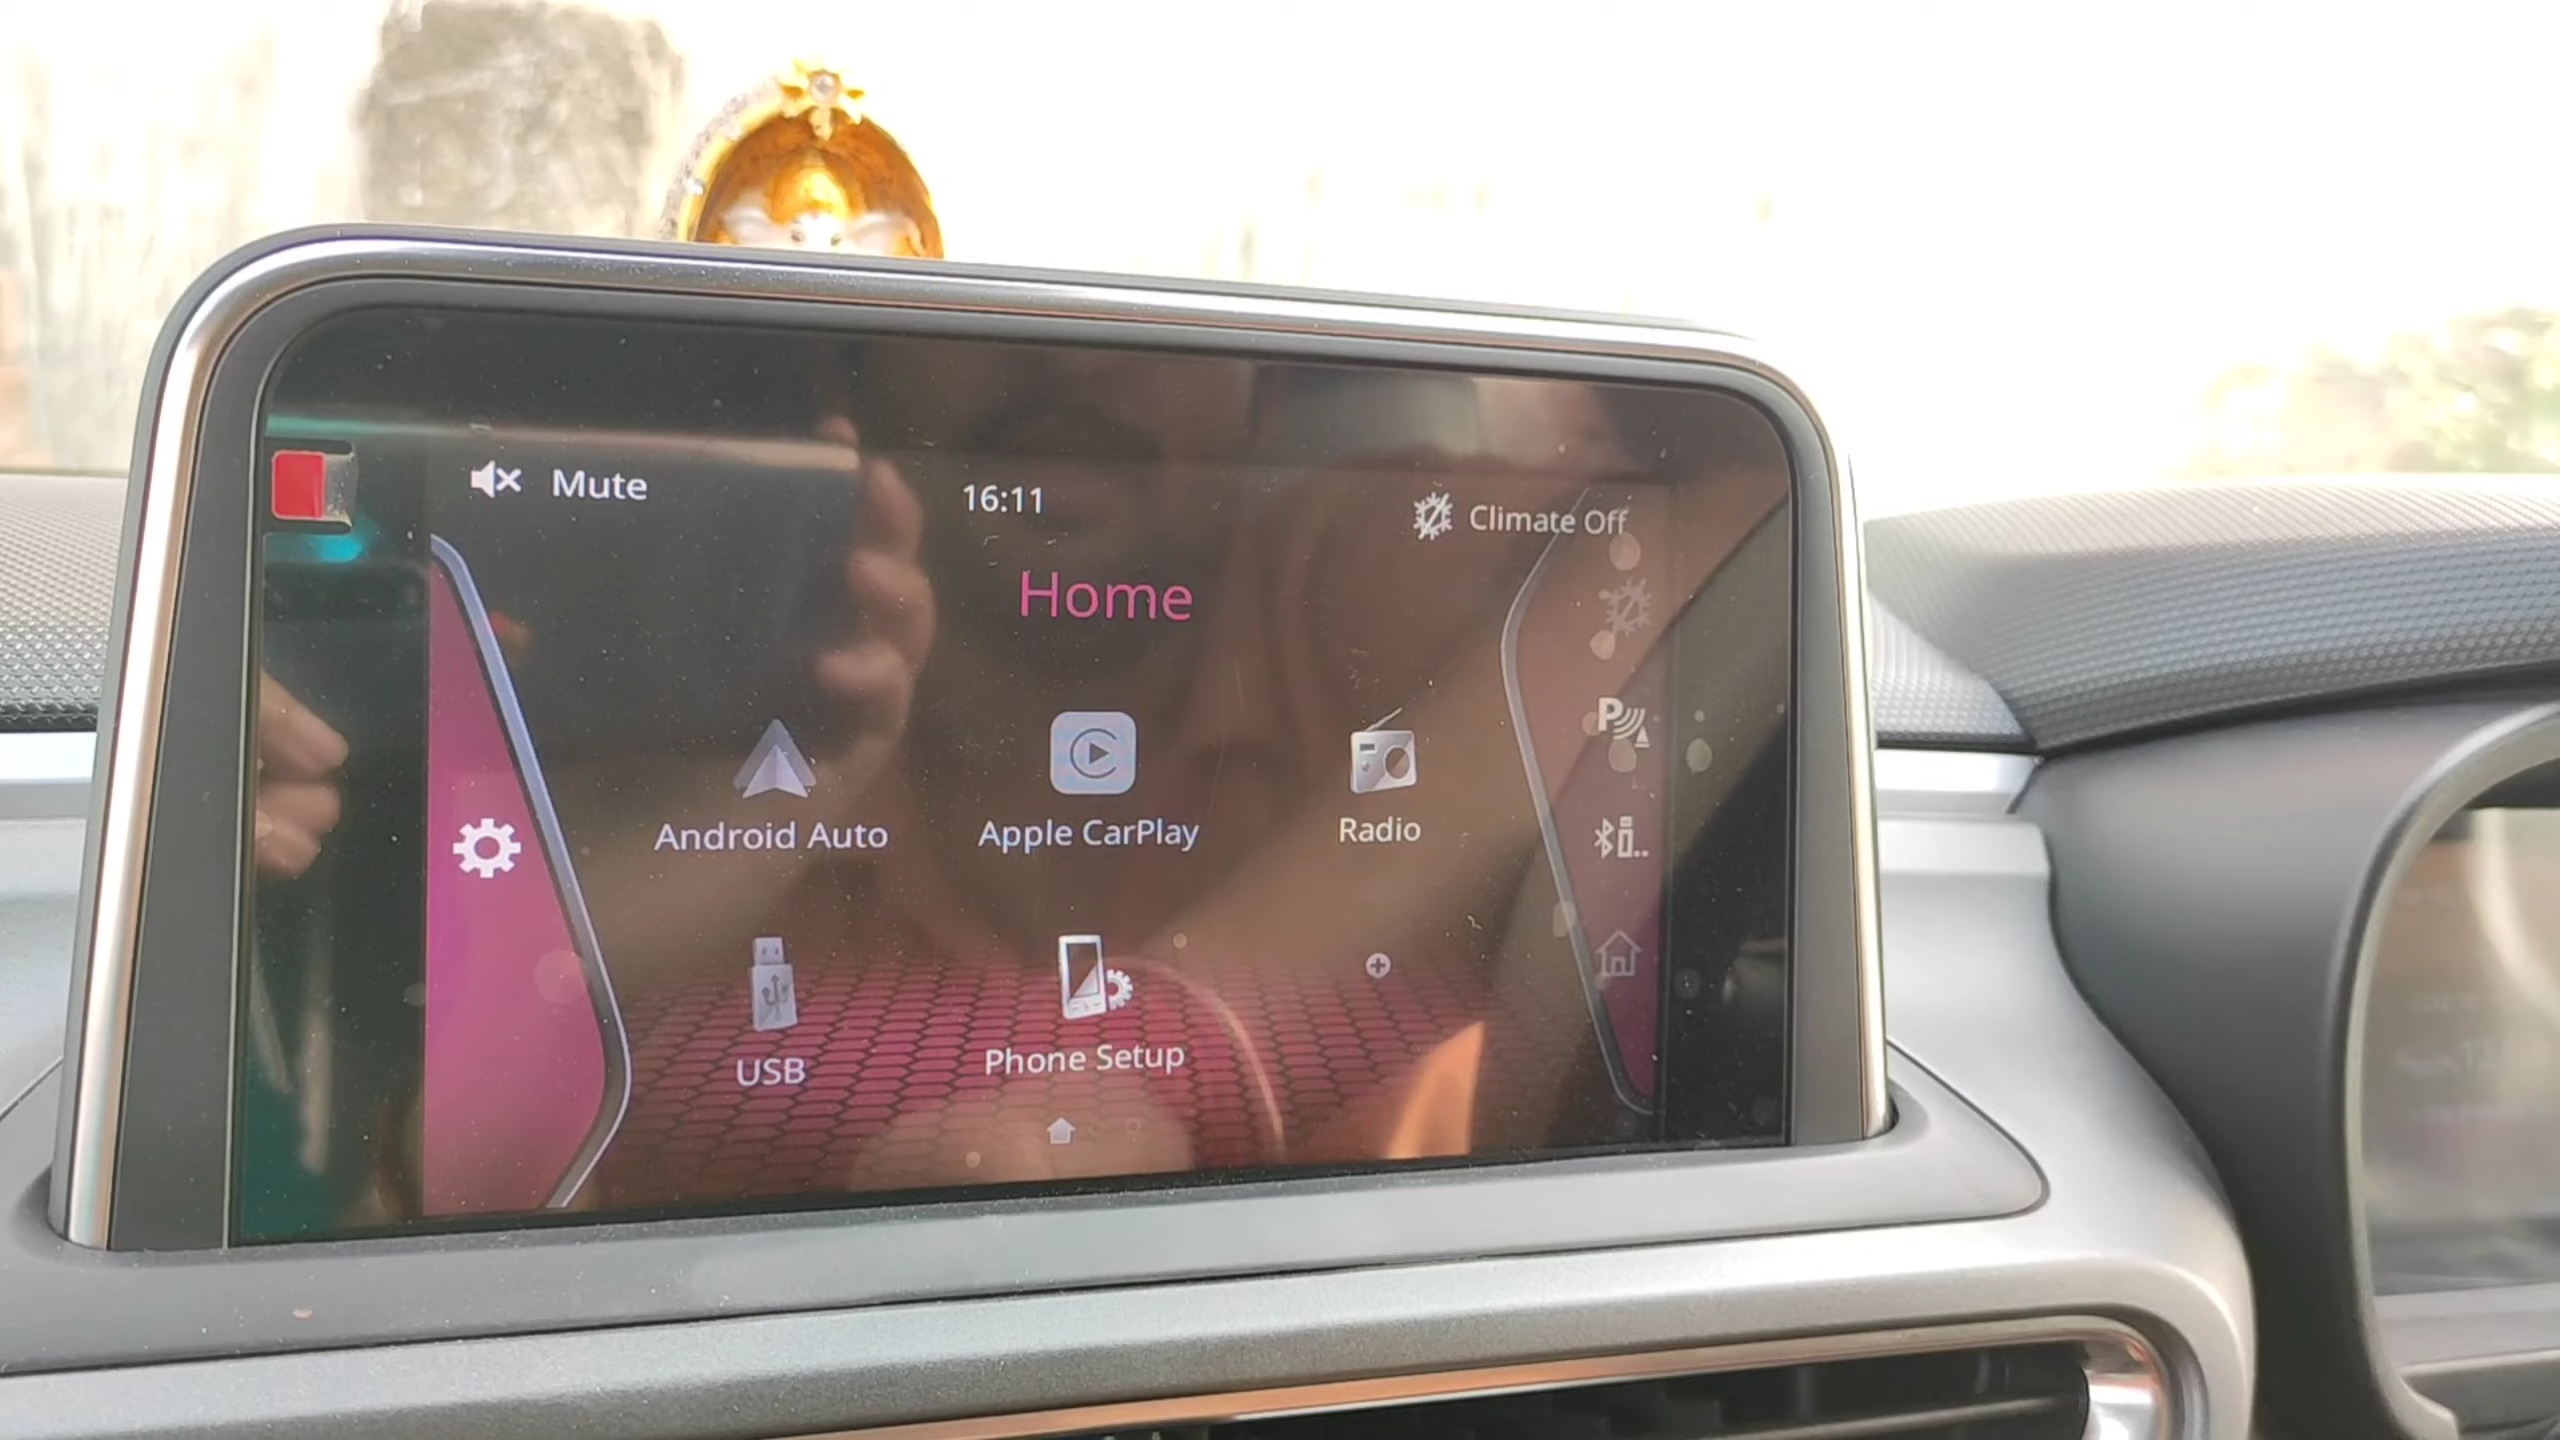 Mute
16:11
Climate Off
Home
Android Auto
Apple CarPlay
Radio
P
USB
Phone Setup